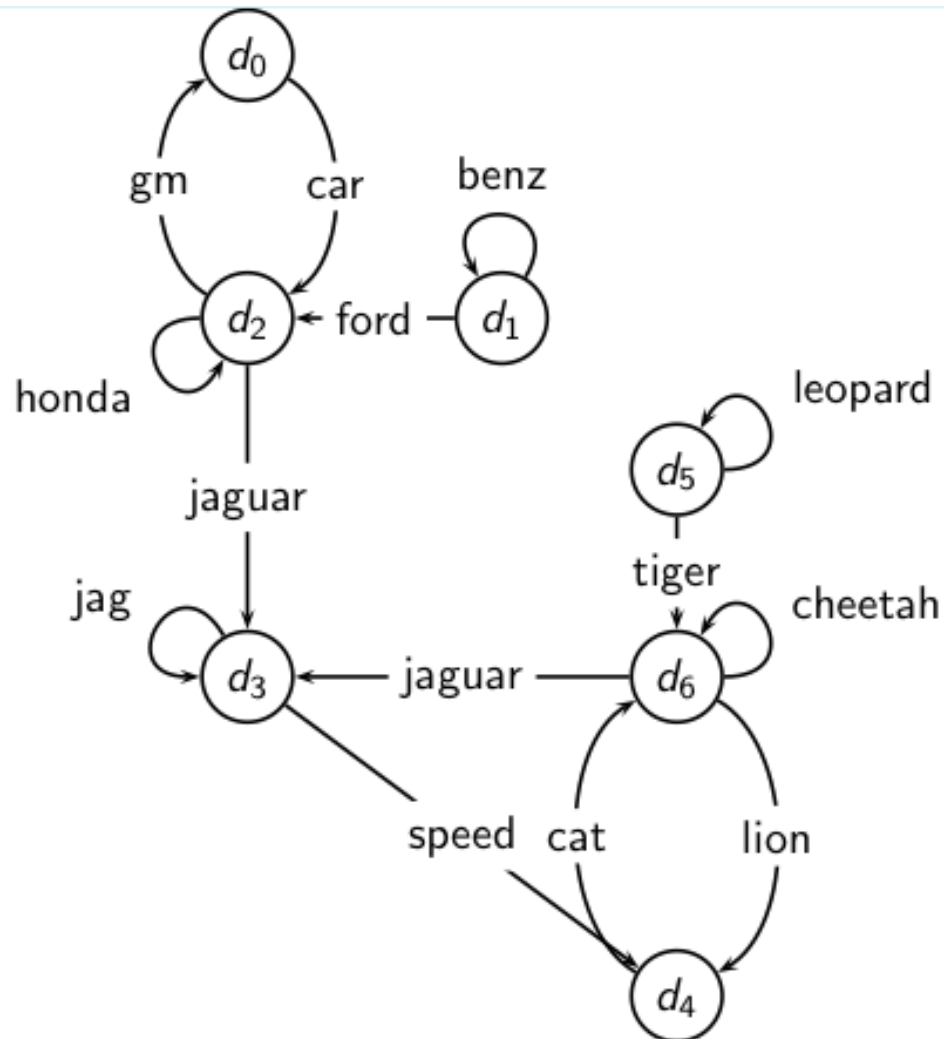 d₀
gm
car
benz
d₂
ford
d₁
honda
leopard
d₅
jaguar
tiger
jag
cheetah
d₃
jaguar
d₆
speed
cat
lion
d₄